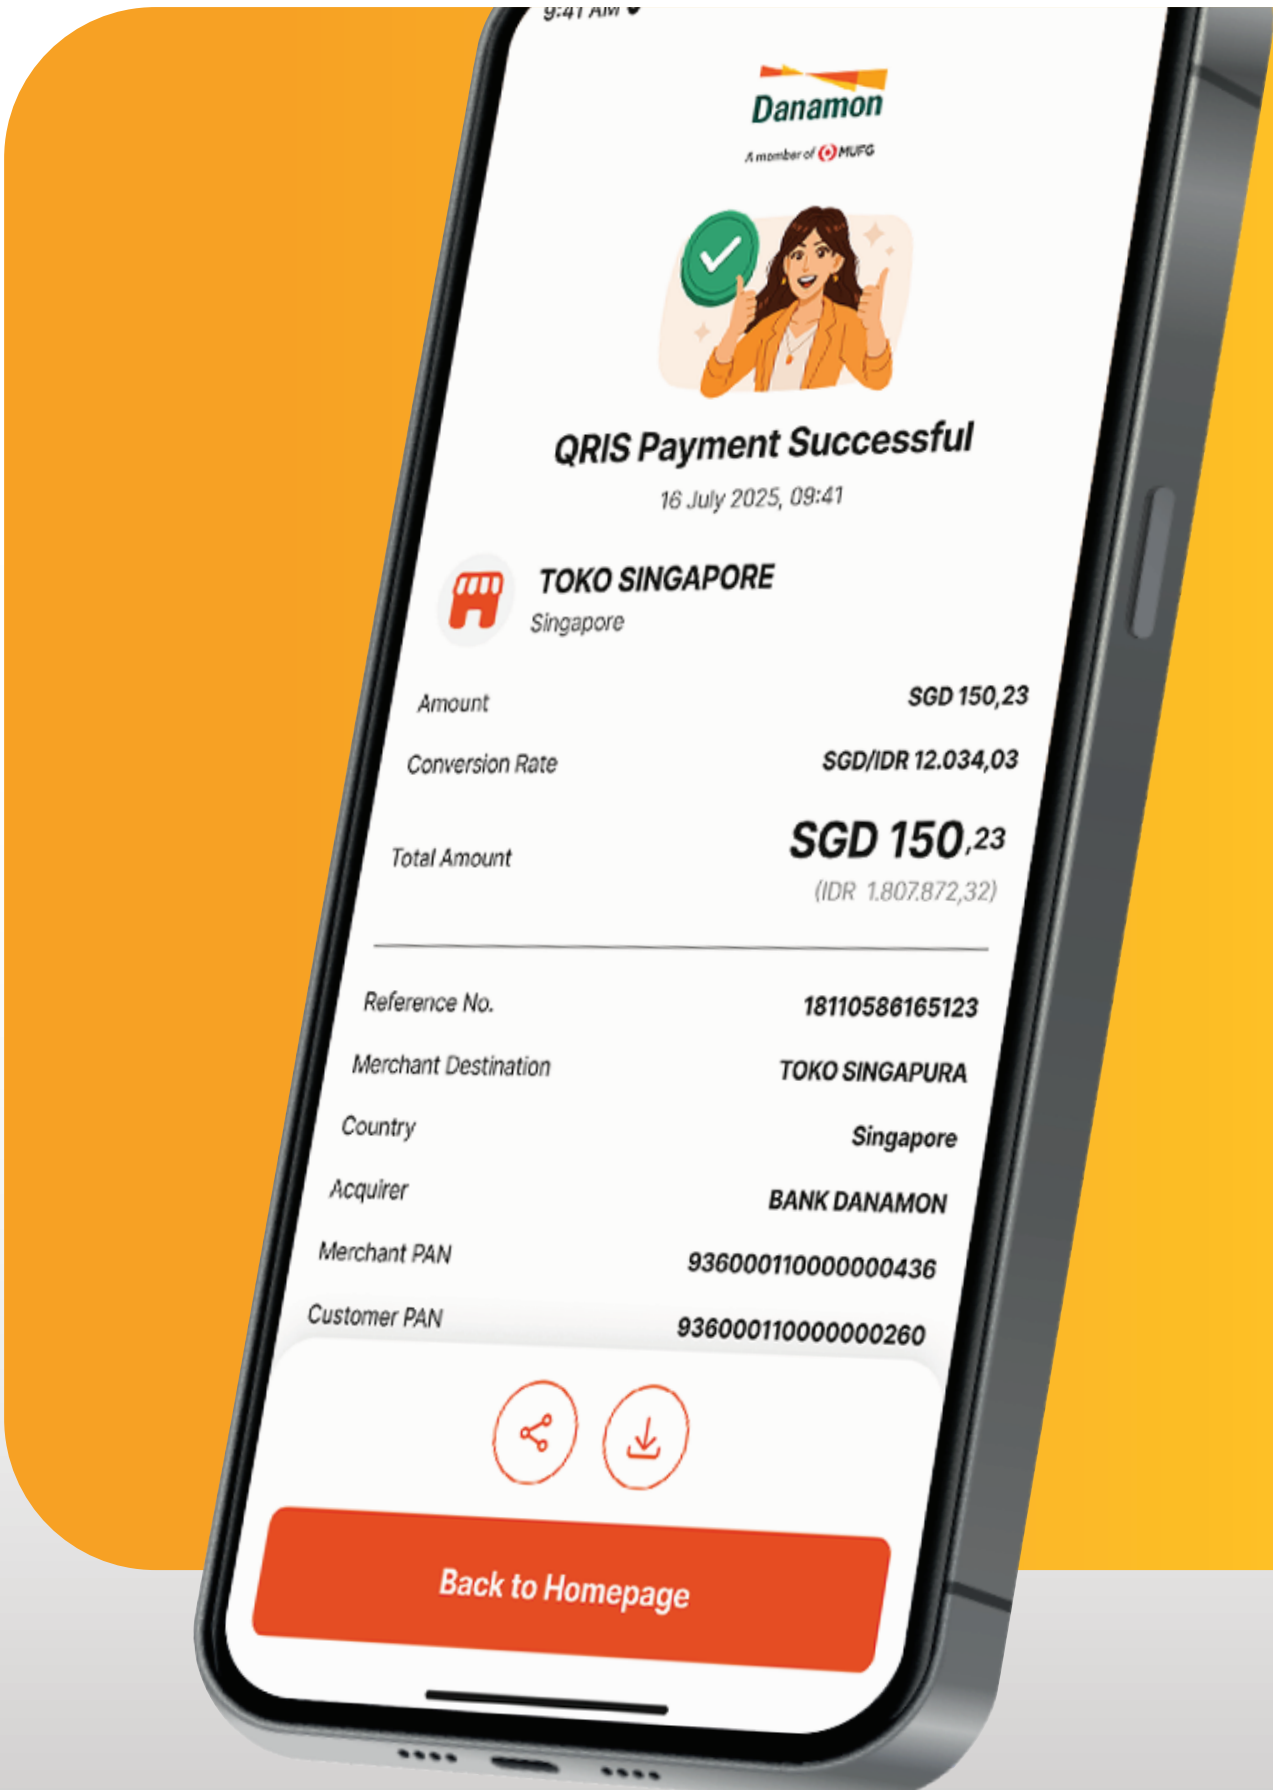 9:41 AM
Danamon
A member of MUFG
QRIS Payment Successful
16 July 2025, 09:41
TOKO SINGAPORE
Singapore
Amount SGD 150,23
Conversion Rate SGD/IDR 12.034,03
Total Amount SGD 150,23
(IDR 1.807.872,32)
Reference No. 18110586165123
Merchant Destination TOKO SINGAPURA
Country Singapore
Acquirer BANK DANAMON
Merchant PAN 936000110000000436
Customer PAN 936000110000000260
Back to Homepage